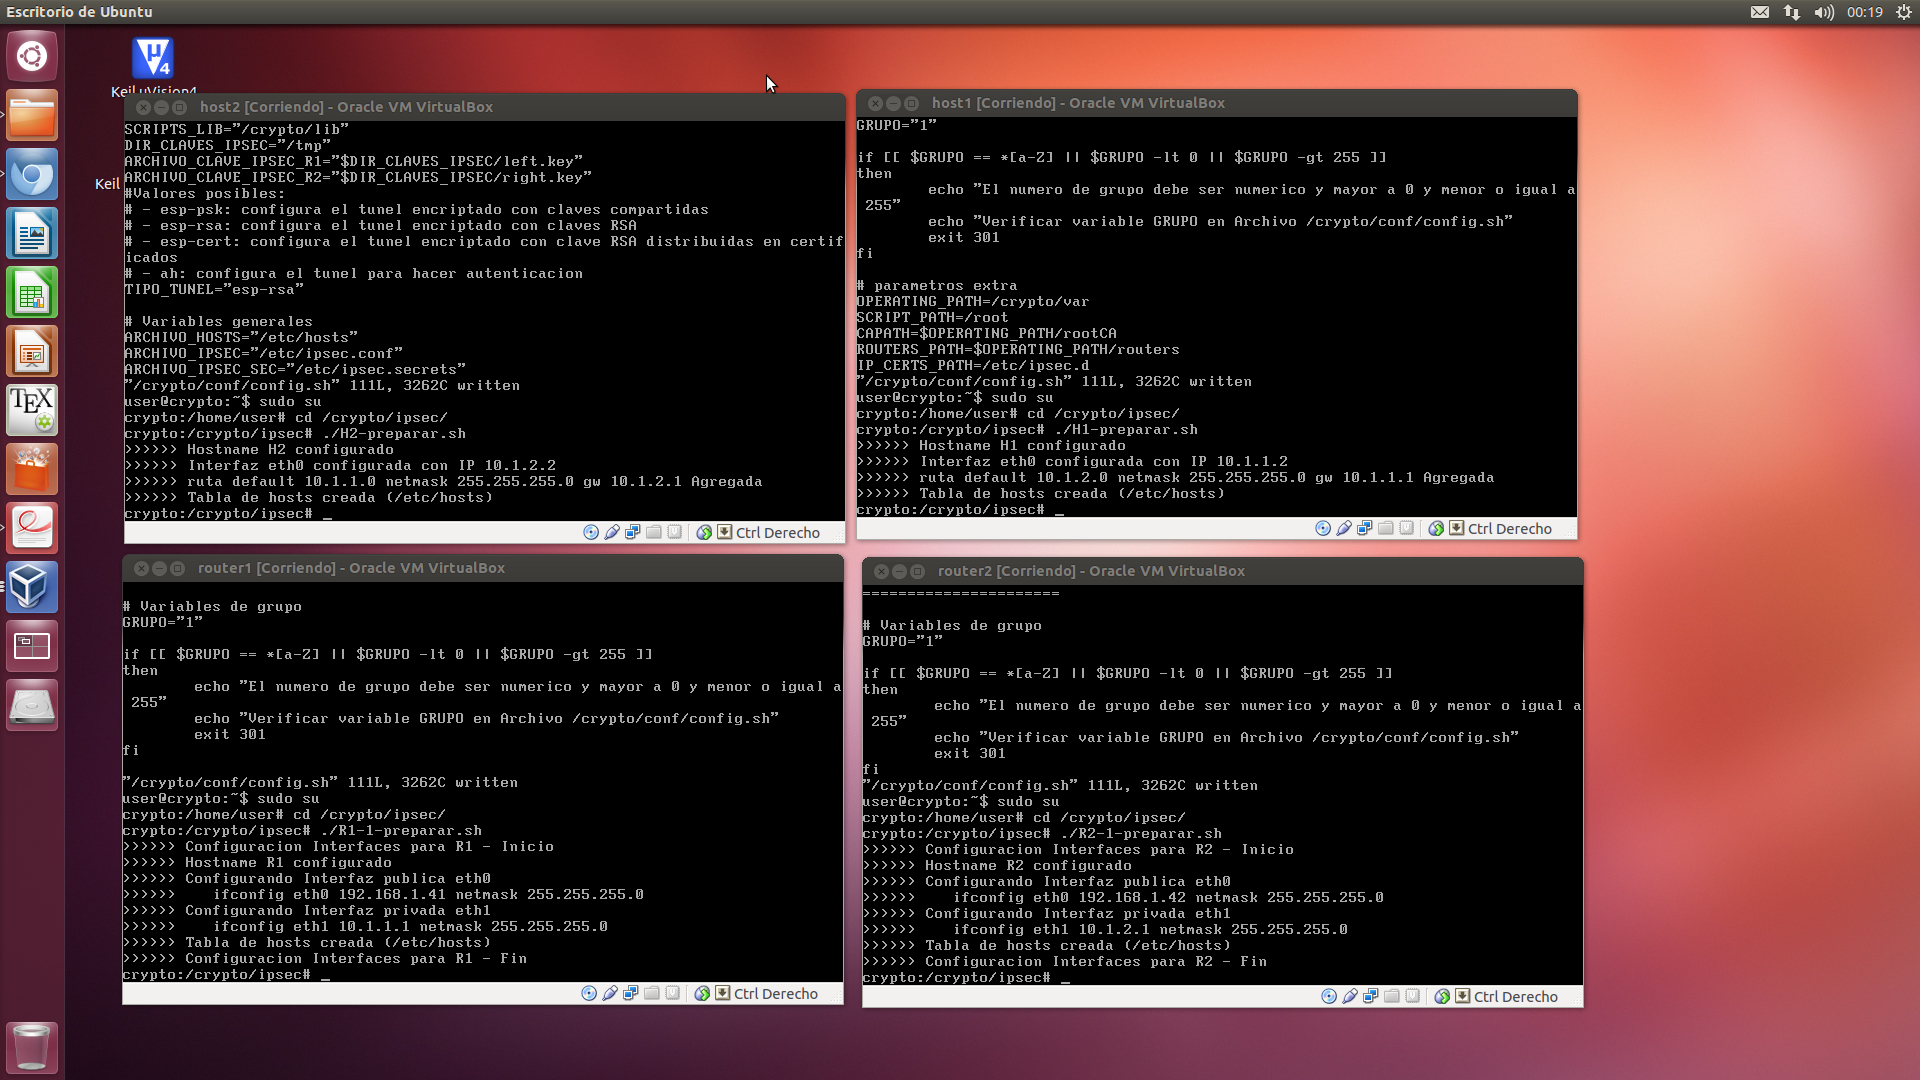 Escritorio de Ubuntu
00:19
Keil uVision4
Keil
host2 [Corriendo] - Oracle VM VirtualBox
SCRIPTS_LIB="/crypto/lib"
DIR_CLAVES_IPSEC="/tmp"
ARCHIVO_CLAVE_IPSEC_R1="$DIR_CLAVES_IPSEC/left.key"
ARCHIVO_CLAVE_IPSEC_R2="$DIR_CLAVES_IPSEC/right.key"
#Valores posibles:
# - esp-psk: configura el tunel encriptado con claves compartidas
# - esp-rsa: configura el tunel encriptado con claves RSA
# - esp-cert: configura el tunel encriptado con clave RSA distribuidas en certif
icados
# - ah: configura el tunel para hacer autenticacion
TIPO_TUNEL="esp-rsa"
# Variables generales
ARCHIVO_HOSTS="/etc/hosts"
ARCHIVO_IPSEC="/etc/ipsec.conf"
ARCHIVO_IPSEC_SEC="/etc/ipsec.secrets"
"/crypto/conf/config.sh" 111L, 3262C written
user@crypto:~$ sudo su
crypto:/home/user# cd /crypto/ipsec/
crypto:/crypto/ipsec# ./H2-preparar.sh
>>>>>> Hostname H2 configurado
>>>>>> Interfaz eth0 configurada con IP 10.1.2.2
>>>>>> ruta default 10.1.1.0 netmask 255.255.255.0 gw 10.1.2.1 Agregada
>>>>>> Tabla de hosts creada (/etc/hosts)
crypto:/crypto/ipsec# _
Ctrl Derecho
host1 [Corriendo] - Oracle VM VirtualBox
GRUPO="1"
if [[ $GRUPO == *[a-Z] || $GRUPO -lt 0 || $GRUPO -gt 255 ]]
then
echo "El numero de grupo debe ser numerico y mayor a 0 y menor o igual a
255"
echo "Verificar variable GRUPO en Archivo /crypto/conf/config.sh"
exit 301
fi
# parametros extra
OPERATING_PATH=/crypto/var
SCRIPT_PATH=/root
CAPATH=$OPERATING_PATH/rootCA
ROUTERS_PATH=$OPERATING_PATH/routers
IP_CERTS_PATH=/etc/ipsec.d
"/crypto/conf/config.sh" 111L, 3262C written
user@crypto:~$ sudo su
crypto:/home/user# cd /crypto/ipsec/
crypto:/crypto/ipsec# ./H1-preparar.sh
>>>>>> Hostname H1 configurado
>>>>>> Interfaz eth0 configurada con IP 10.1.1.2
>>>>>> ruta default 10.1.2.0 netmask 255.255.255.0 gw 10.1.1.1 Agregada
>>>>>> Tabla de hosts creada (/etc/hosts)
crypto:/crypto/ipsec# _
Ctrl Derecho
router1 [Corriendo] - Oracle VM VirtualBox
# Variables de grupo
GRUPO="1"
if [[ $GRUPO == *[a-Z] || $GRUPO -lt 0 || $GRUPO -gt 255 ]]
then
echo "El numero de grupo debe ser numerico y mayor a 0 y menor o igual a
255"
echo "Verificar variable GRUPO en Archivo /crypto/conf/config.sh"
exit 301
fi
"/crypto/conf/config.sh" 111L, 3262C written
user@crypto:~$ sudo su
crypto:/home/user# cd /crypto/ipsec/
crypto:/crypto/ipsec# ./R1-1-preparar.sh
>>>>>> Configuracion Interfaces para R1 - Inicio
>>>>>> Hostname R1 configurado
>>>>>> Configurando Interfaz publica eth0
>>>>>> ifconfig eth0 192.168.1.41 netmask 255.255.255.0
>>>>>> Configurando Interfaz privada eth1
>>>>>> ifconfig eth1 10.1.1.1 netmask 255.255.255.0
>>>>>> Tabla de hosts creada (/etc/hosts)
>>>>>> Configuracion Interfaces para R1 - Fin
crypto:/crypto/ipsec# _
Ctrl Derecho
router2 [Corriendo] - Oracle VM VirtualBox
======================
# Variables de grupo
GRUPO="1"
if [[ $GRUPO == *[a-Z] || $GRUPO -lt 0 || $GRUPO -gt 255 ]]
then
echo "El numero de grupo debe ser numerico y mayor a 0 y menor o igual a
255"
echo "Verificar variable GRUPO en Archivo /crypto/conf/config.sh"
exit 301
fi
"/crypto/conf/config.sh" 111L, 3262C written
user@crypto:~$ sudo su
crypto:/home/user# cd /crypto/ipsec/
crypto:/crypto/ipsec# ./R2-1-preparar.sh
>>>>>> Configuracion Interfaces para R2 - Inicio
>>>>>> Hostname R2 configurado
>>>>>> Configurando Interfaz publica eth0
>>>>>> ifconfig eth0 192.168.1.42 netmask 255.255.255.0
>>>>>> Configurando Interfaz privada eth1
>>>>>> ifconfig eth1 10.1.2.1 netmask 255.255.255.0
>>>>>> Tabla de hosts creada (/etc/hosts)
>>>>>> Configuracion Interfaces para R2 - Fin
crypto:/crypto/ipsec# _
Ctrl Derecho
TEX